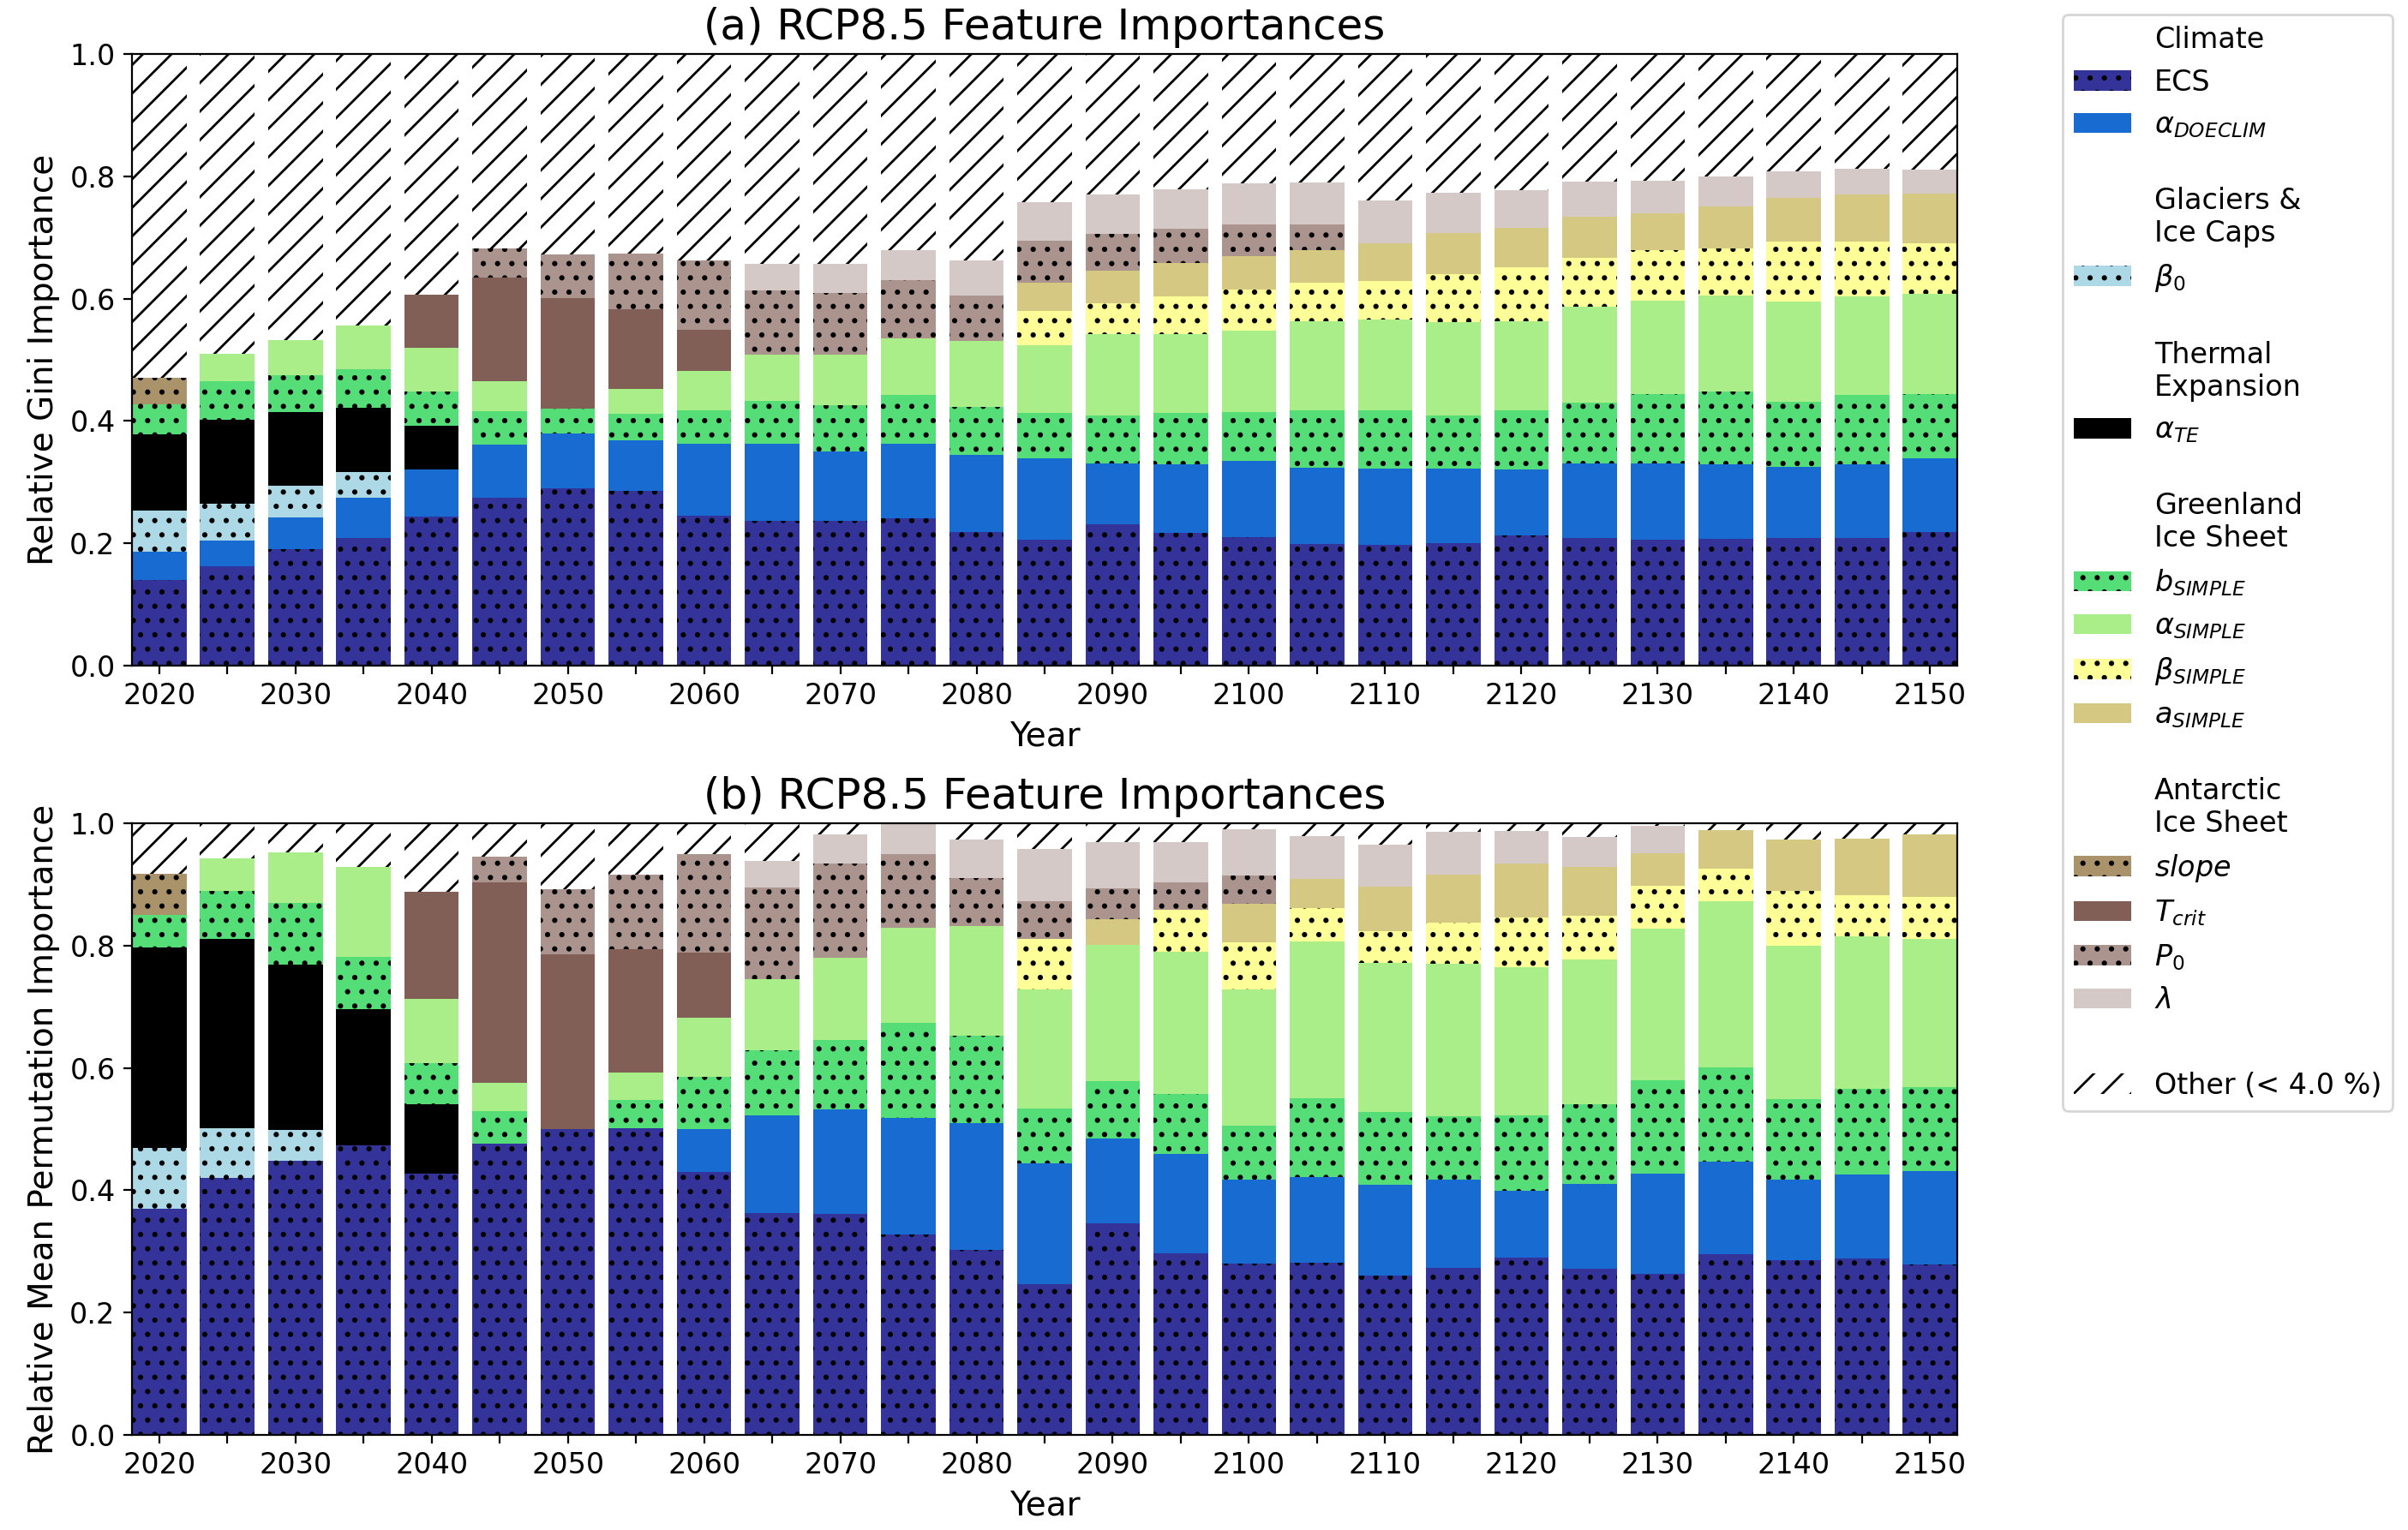 (a) RCP8.5 Feature Importances
Relative Gini Importance
1.0
0.8
0.6
0.4
0.2
0.0
2020 2030 2040 2050 2060 2070 2080 2090 2100 2110 2120 2130 2140 2150
Year
(b) RCP8.5 Feature Importances
Relative Mean Permutation Importance
1.0
0.8
0.6
0.4
0.2
0.0
2020 2030 2040 2050 2060 2070 2080 2090 2100 2110 2120 2130 2140 2150
Year
Climate
ECS
α_DOECLIM
Glaciers &
Ice Caps
β_0
Thermal
Expansion
α_TE
Greenland
Ice Sheet
b_SIMPLE
α_SIMPLE
β_SIMPLE
a_SIMPLE
Antarctic
Ice Sheet
slope
T_crit
P_0
λ
Other (< 4.0 %)